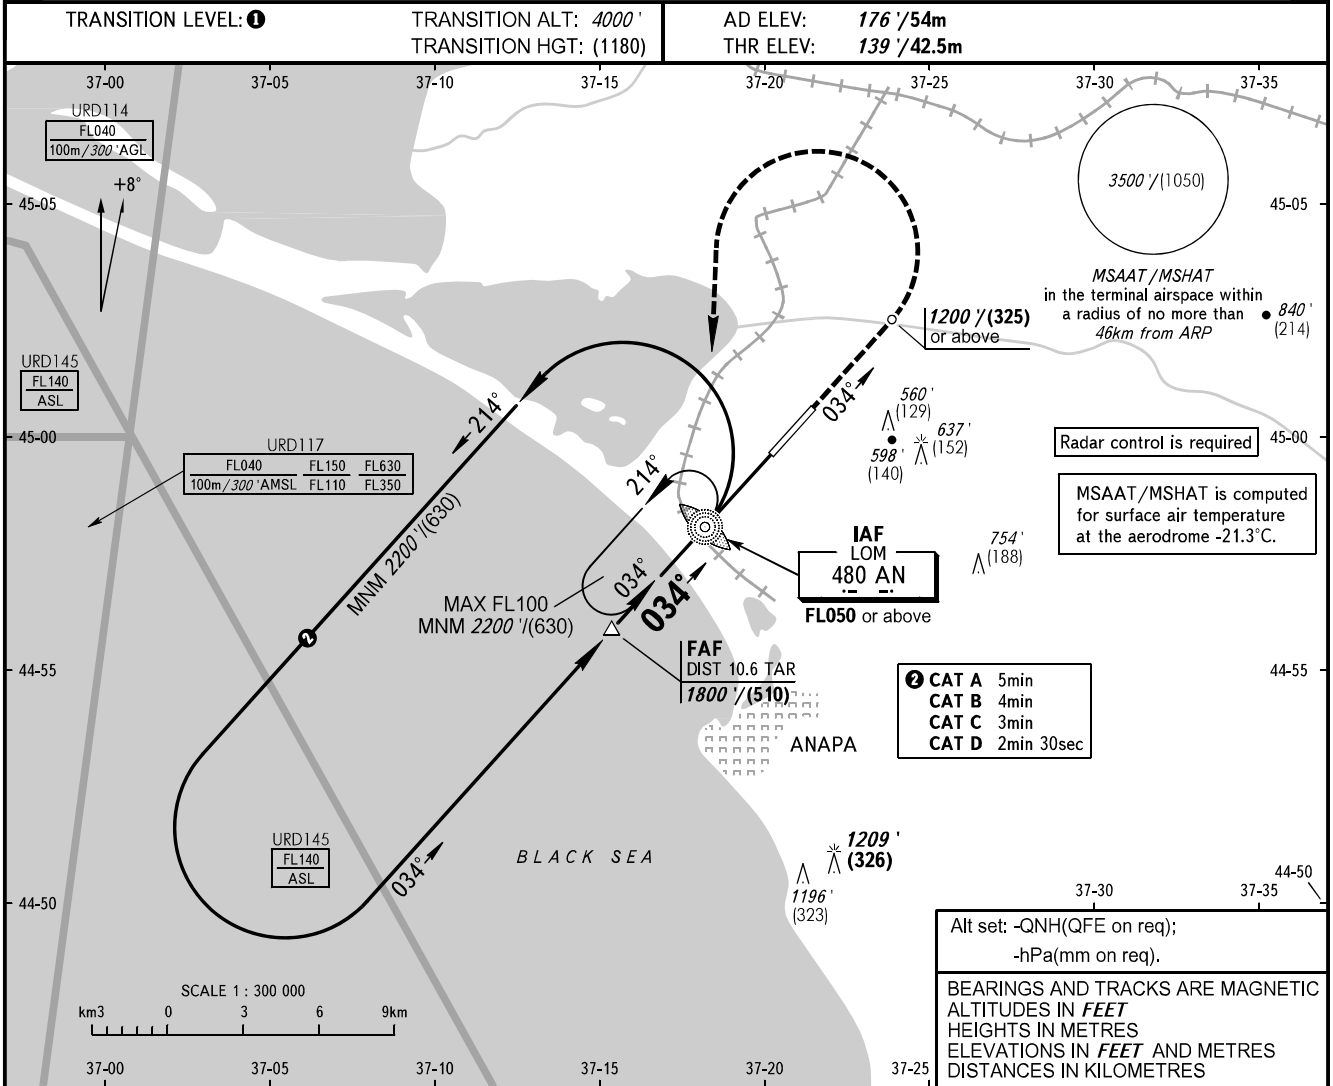 TRANSITION LEVEL: ❶
TRANSITION ALT: 4000 '
TRANSITION HGT: (1180)
AD ELEV: 176 '/54m
THR ELEV: 139 '/42.5m
37-00 37-05 37-10 37-15 37-20 37-25 37-30 37-35
URD114
FL040
100m/300 'AGL
+8°
3500 '/(1050)
45-05
45-05
MSAAT/MSHAT
in the terminal airspace within
a radius of no more than
46km from ARP
840 '
(214)
1200 '/(325)
or above
URD145
FL140
ASL
034°
560 '
(129)
637 '
(152)
598 '
(140)
214°
45-00
45-00
Radar control is required
URD117
FL040 FL150 FL630
100m/300 'AMSL FL110 FL350
214°
MNM 2200 '/(630)
MSAAT/MSHAT is computed
for surface air temperature
at the aerodrome -21.3°C.
IAF
LOM
480 AN
FL050 or above
754 '
(188)
034°
034°
MAX FL100
MNM 2200 '/(630)
❷
FAF
DIST 10.6 TAR
1800 '/(510)
44-55
44-55
❷ CAT A 5min
CAT B 4min
CAT C 3min
CAT D 2min 30sec
ANAPA
URD145
FL140
ASL
034°
BLACK SEA
1209 '
(326)
1196 '
(323)
44-50
44-50
37-30 37-35
Alt set: -QNH(QFE on req);
-hPa(mm on req).
BEARINGS AND TRACKS ARE MAGNETIC
ALTITUDES IN FEET
HEIGHTS IN METRES
ELEVATIONS IN FEET AND METRES
DISTANCES IN KILOMETRES
SCALE 1 : 300 000
km3 0 3 6 9km
37-00 37-05 37-10 37-15 37-20 37-25